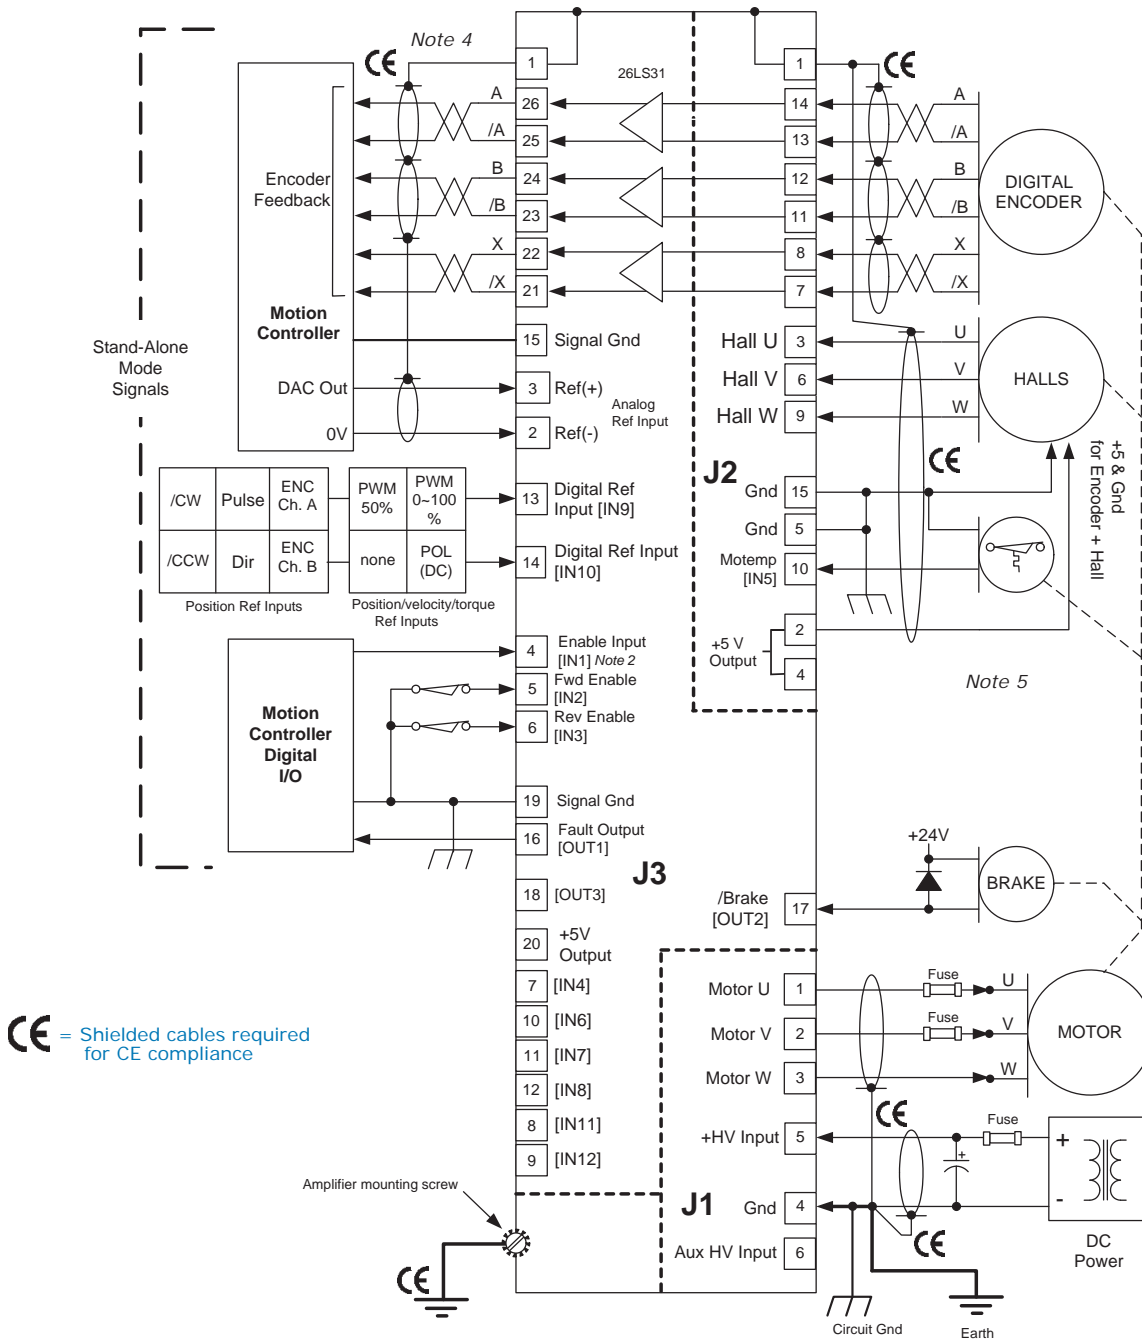 Note 4
CE
1
1
CE
26LS31
A
26
14
A
/A
25
13
/A
Encoder
Feedback
B
24
12
B
/B
23
11
/B
DIGITAL
ENCODER
X
22
8
X
/X
21
7
/X
Motion
Controller
15
Signal Gnd
Hall U
3
U
Stand-Alone
Mode
Signals
DAC Out
3
Ref(+)
Analog
Ref Input
Hall V
6
V
HALLS
0V
2
Ref(-)
Hall W
9
W
CE
+5 & Gnd
for Encoder + Hall
J2
/CW
Pulse
ENC
Ch. A
PWM
50%
PWM
0~100
%
13
Digital Ref
Input [IN9]
Gnd
15
Gnd
5
/CCW
Dir
ENC
Ch. B
none
POL
(DC)
14
Digital Ref Input
[IN10]
Motemp
[IN5]
10
Position Ref Inputs
Position/velocity/torque
Ref Inputs
4
Enable Input
[IN1] Note 2
+5 V
Output
2
4
5
Fwd Enable
[IN2]
Note 5
6
Rev Enable
[IN3]
Motion
Controller
Digital
I/O
19
Signal Gnd
16
Fault Output
[OUT1]
J3
+24V
BRAKE
18
[OUT3]
/Brake
[OUT2]
17
20
+5V
Output
7
[IN4]
Motor U
1
Fuse
U
10
[IN6]
Motor V
2
Fuse
V
MOTOR
CE = Shielded cables required
for CE compliance
11
[IN7]
Motor W
3
W
12
[IN8]
CE
8
[IN11]
+HV Input
5
+
Fuse
+
-
9
[IN12]
Amplifier mounting screw
J1
Gnd
4
CE
DC
Power
Aux HV Input
6
CE
Circuit Gnd
Earth